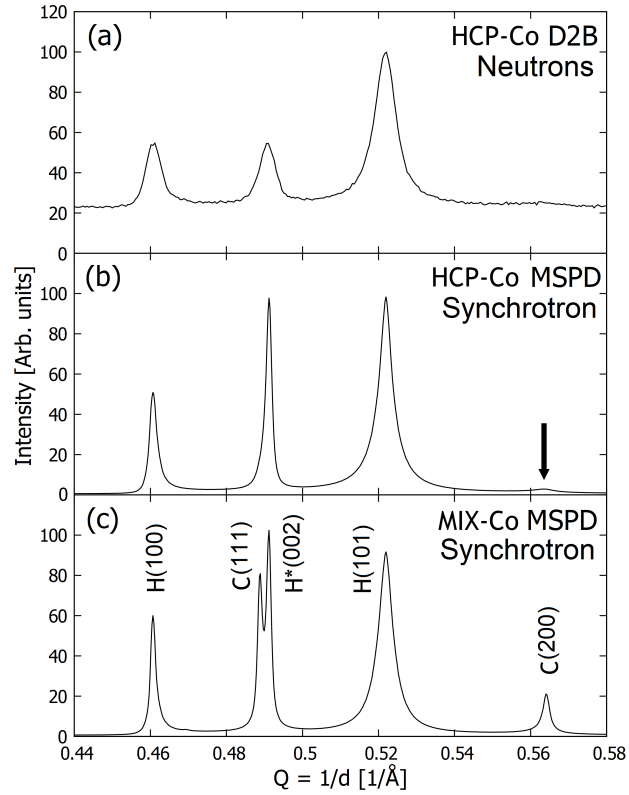 120
100
80
60
40
20
0
(a)
HCP-Co D2B
Neutrons
Intensity [Arb. units]
100
80
60
40
20
0
(b)
HCP-Co MSPD
Synchrotron
100
80
60
40
20
0
(c)
MIX-Co MSPD
Synchrotron
H(100)
C(111)
H*(002)
H(101)
C(200)
0.44
0.46
0.48
0.5
0.52
0.54
0.56
0.58
Q = 1/d [1/Å]